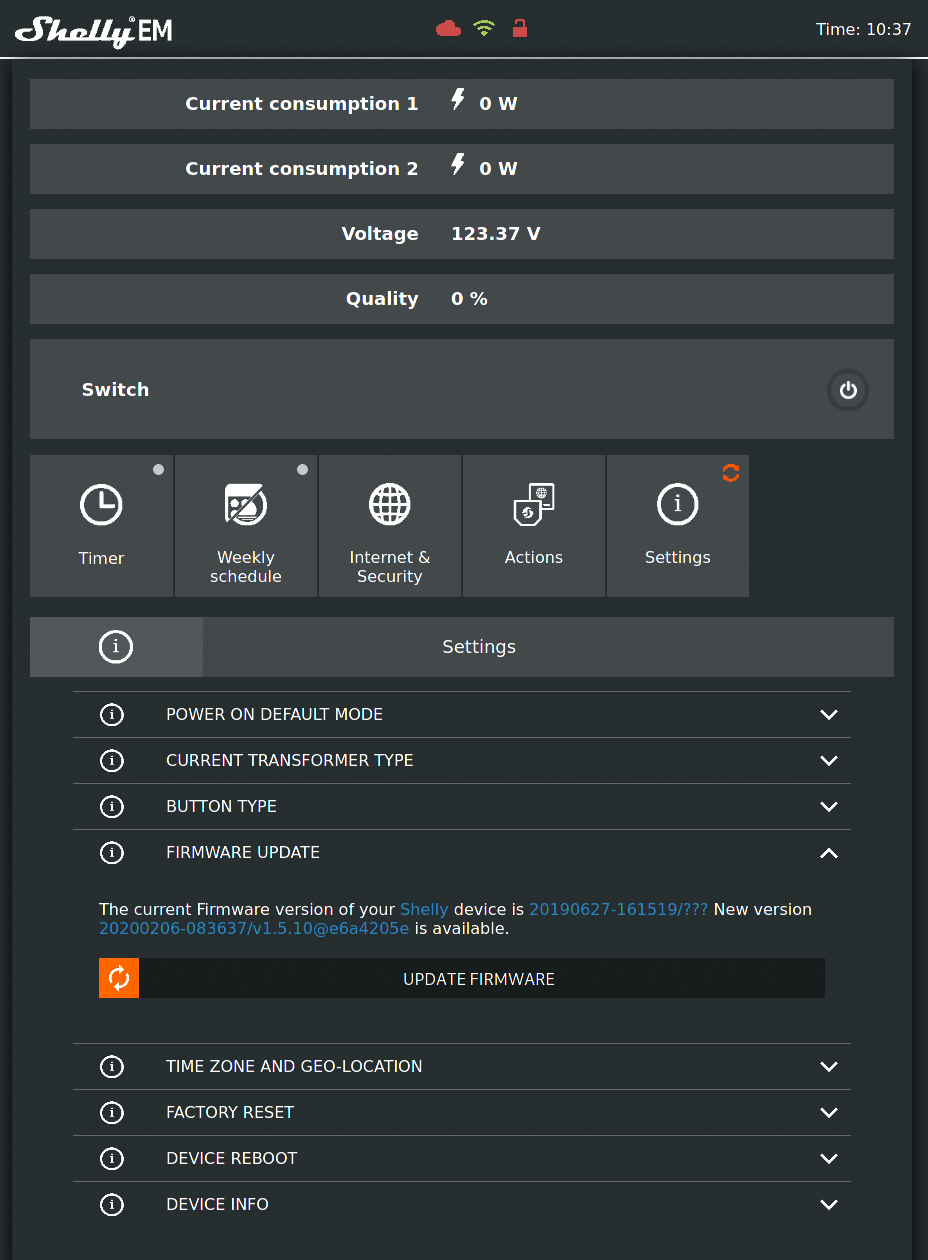 Shelly® EM
Time: 10:37
Current consumption 1 0 W
Current consumption 2 0 W
Voltage 123.37 V
Quality 0 %
Switch
Timer
Weekly schedule
Internet & Security
Actions
Settings
Settings
POWER ON DEFAULT MODE
CURRENT TRANSFORMER TYPE
BUTTON TYPE
FIRMWARE UPDATE
The current Firmware version of your Shelly device is 20190627-161519/??? New version
20200206-083637/v1.5.10@e6a4205e is available.
UPDATE FIRMWARE
TIME ZONE AND GEO-LOCATION
FACTORY RESET
DEVICE REBOOT
DEVICE INFO